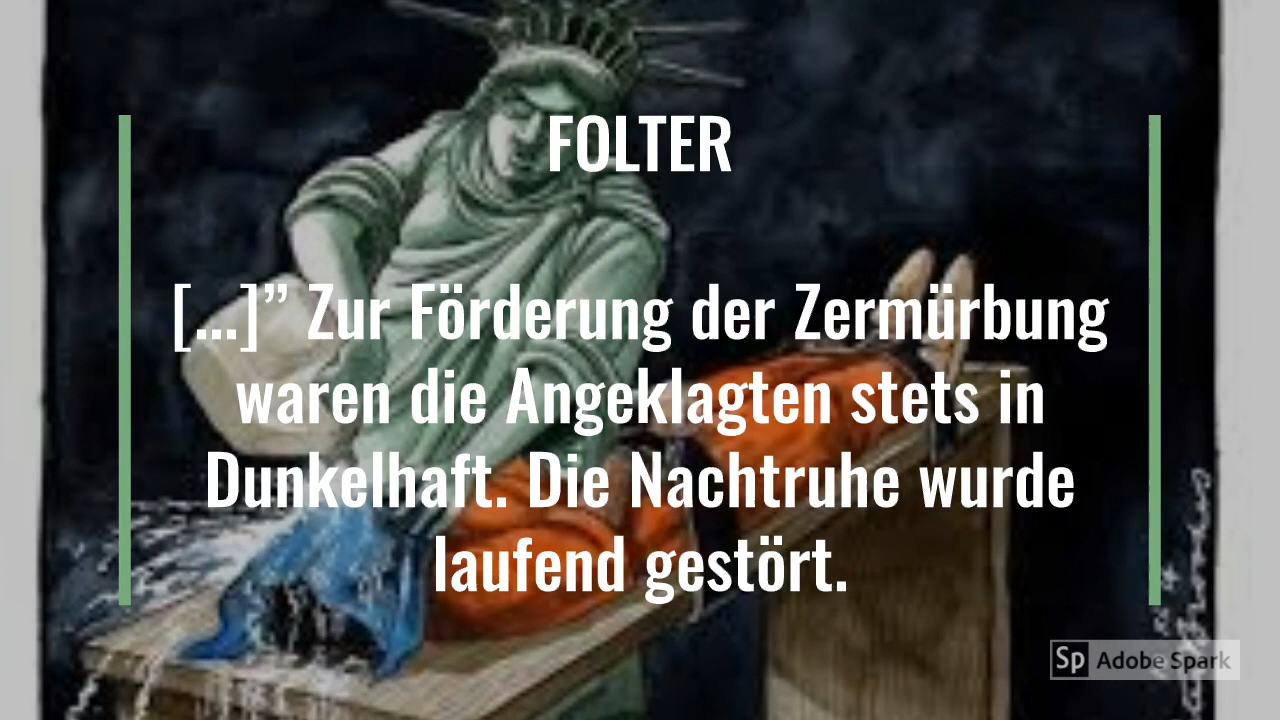 FOLTER
[...]” Zur Förderung der Zermürbung
waren die Angeklagten stets in
Dunkelhaft. Die Nachtruhe wurde
laufend gestört.
Sp Adobe Spark